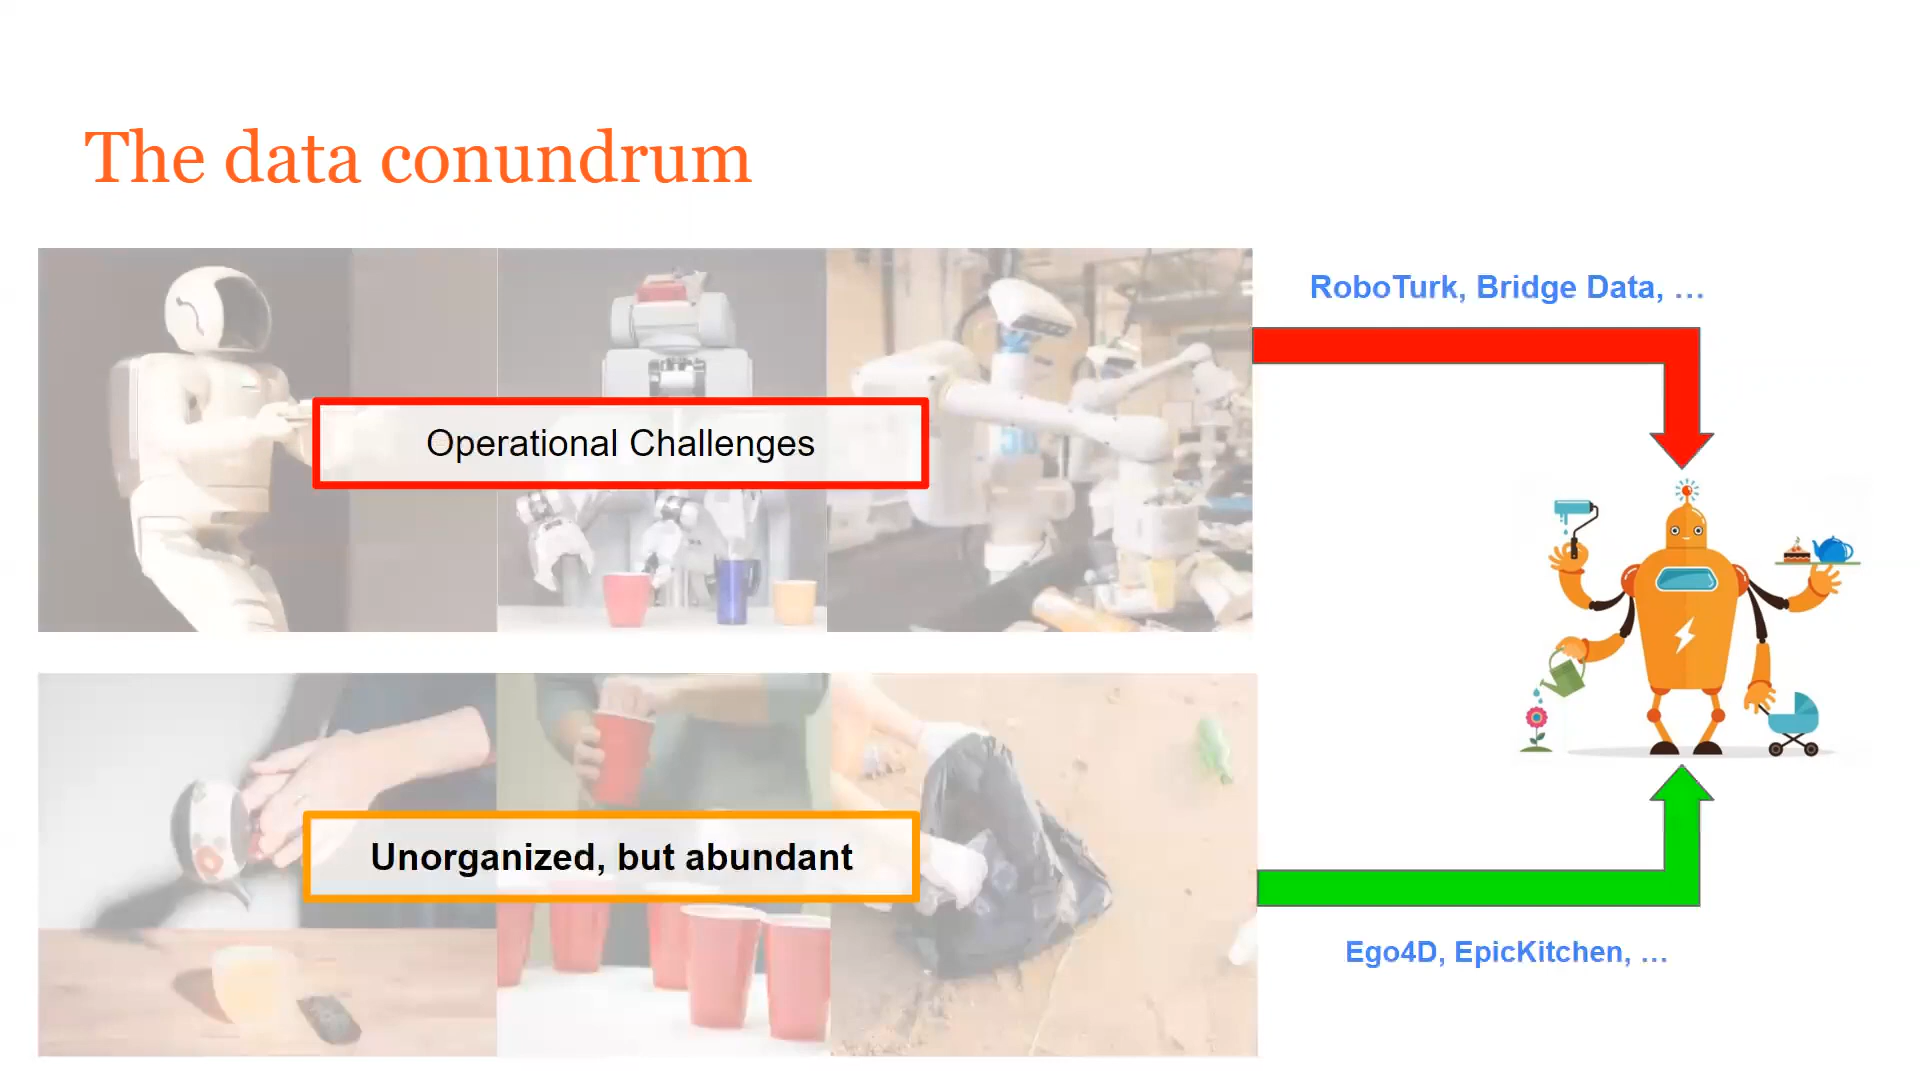 The data conundrum
RoboTurk, Bridge Data, …
Operational Challenges
Unorganized, but abundant
Ego4D, EpicKitchen, …